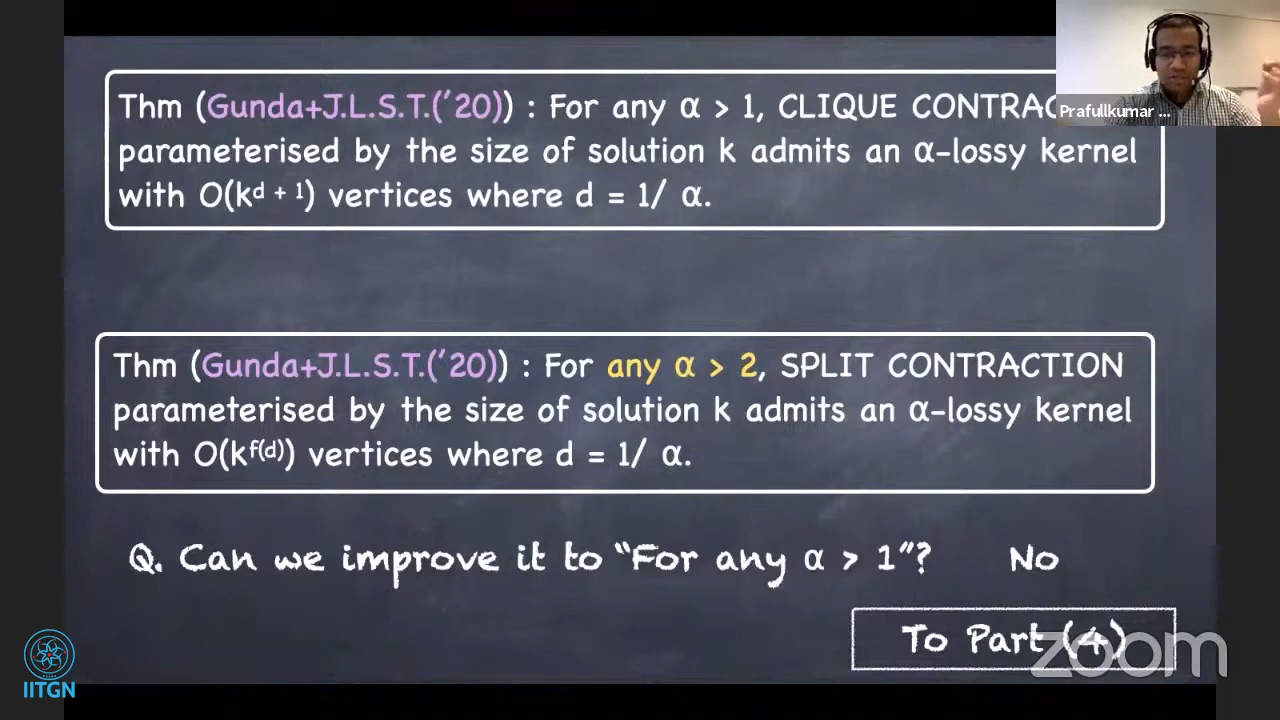 Thm (Gunda+J.L.S.T.('20)) : For any α > 1, CLIQUE CONTRAC
parameterised by the size of solution k admits an α-lossy kernel
with O(k^{d + 1}) vertices where d = 1/ α.
Prafullkumar ...
Thm (Gunda+J.L.S.T.('20)) : For any α > 2, SPLIT CONTRACTION
parameterised by the size of solution k admits an α-lossy kernel
with O(k^{f(d)}) vertices where d = 1/ α.
Q. Can we improve it to "For any α > 1"? No
To Part (4)
zoom
IITGN